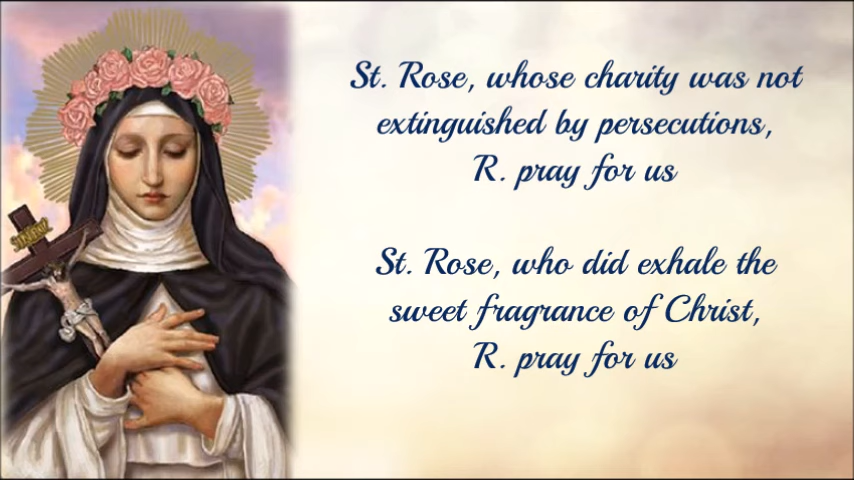 St. Rose, whose charity was not
extinguished by persecutions,
R. pray for us
St. Rose, who did exhale the
sweet fragrance of Christ,
R. pray for us